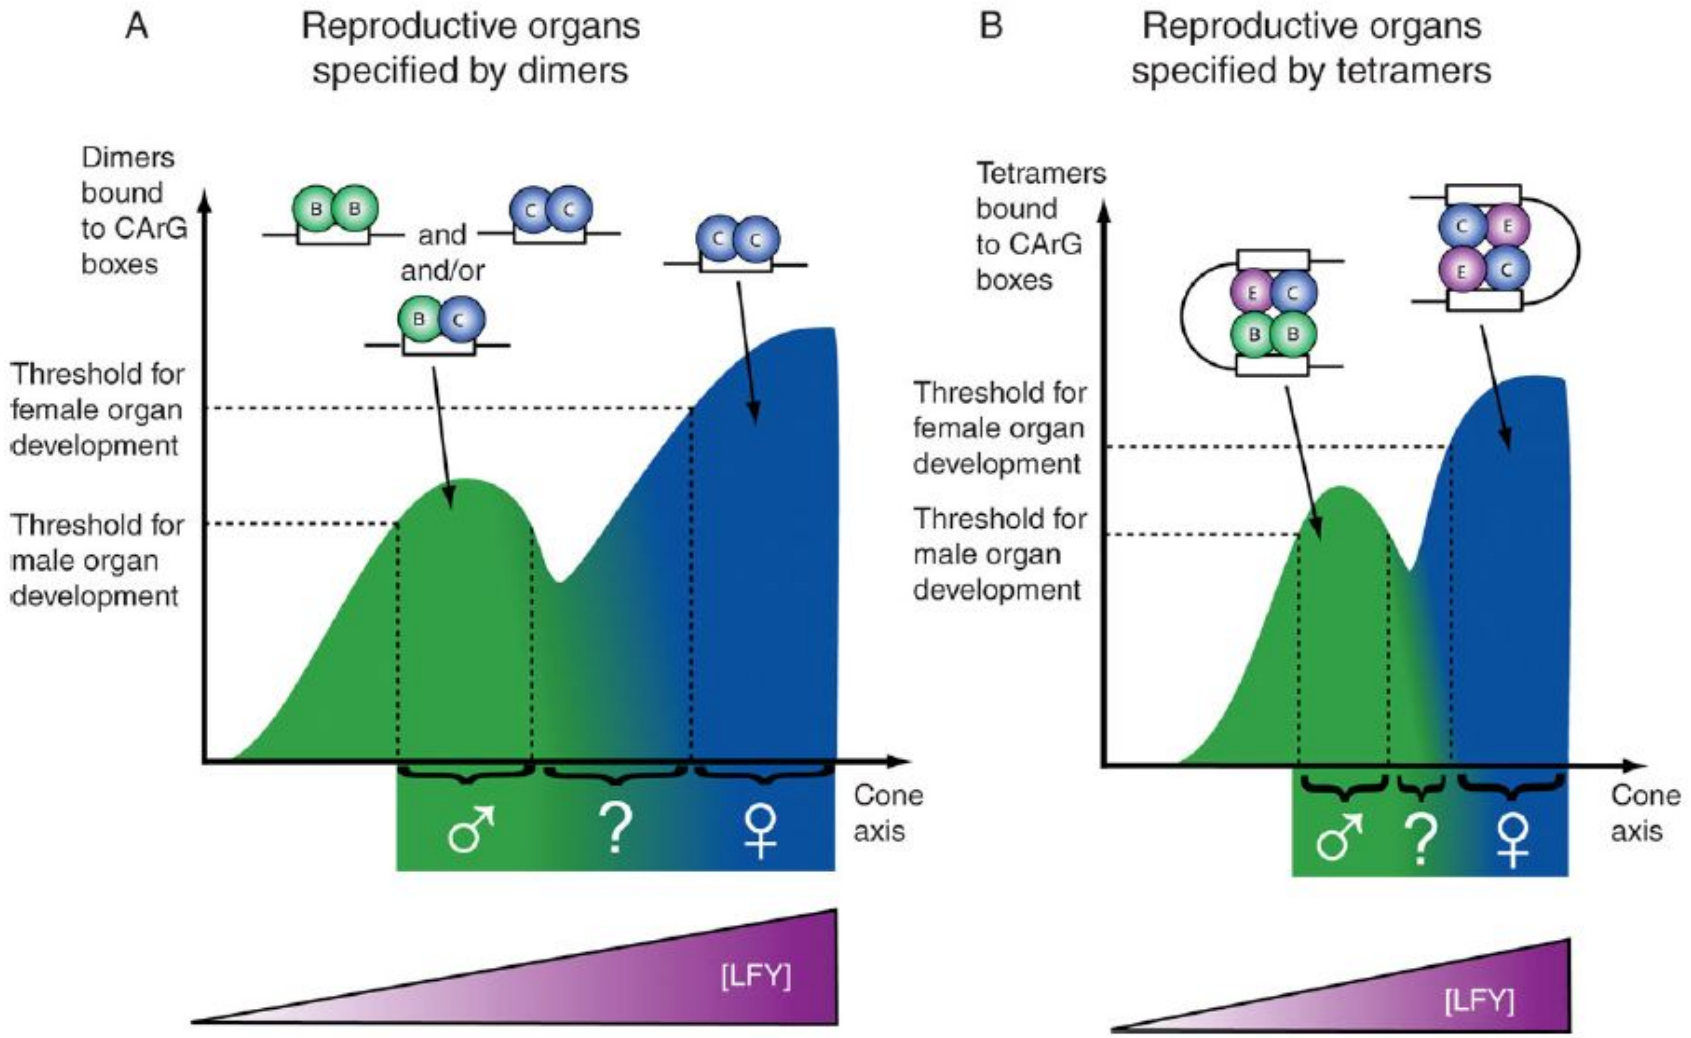 A
Reproductive organs
specified by dimers
Dimers
bound
to CArG
boxes
B B
and
C C
and/or
B C
C C
Threshold for
female organ
development
Threshold for
male organ
development
♂ ? ♀
Cone
axis
[LFY]
B
Reproductive organs
specified by tetramers
Tetramers
bound
to CArG
boxes
E C
B B
C E
E C
Threshold for
female organ
development
Threshold for
male organ
development
♂ ? ♀
Cone
axis
[LFY]